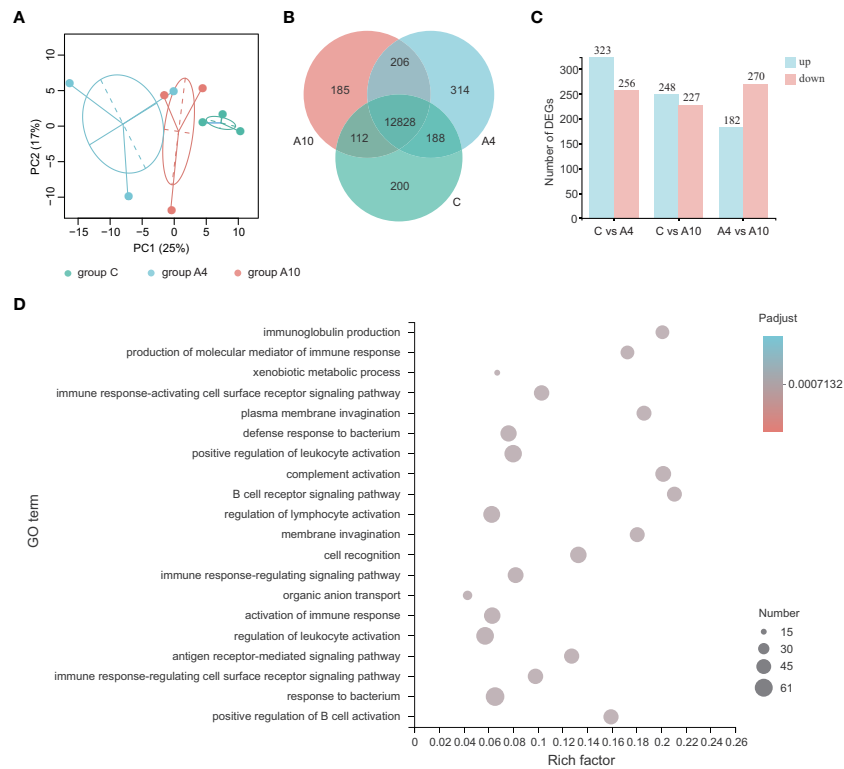 A
10
5
0
−5
−10
PC2 (17%)
−15 −10 −5 0 5 10
PC1 (25%)
group C group A4 group A10
B
206
185 314
12828
A10 112 188 A4
200
C
C
Number of DEGs
300
250
200
150
100
50
0
323 256 248 227 182 270
C vs A4 C vs A10 A4 vs A10
up
down
D
GO term
immunoglobulin production
production of molecular mediator of immune response
xenobiotic metabolic process
immune response-activating cell surface receptor signaling pathway
plasma membrane invagination
defense response to bacterium
positive regulation of leukocyte activation
complement activation
B cell receptor signaling pathway
regulation of lymphocyte activation
membrane invagination
cell recognition
immune response-regulating signaling pathway
organic anion transport
activation of immune response
regulation of leukocyte activation
antigen receptor-mediated signaling pathway
immune response-regulating cell surface receptor signaling pathway
response to bacterium
positive regulation of B cell activation
0 0.02 0.04 0.06 0.08 0.1 0.12 0.14 0.16 0.18 0.2 0.22 0.24 0.26
Rich factor
Padjust
0.0007132
Number
15
30
45
61